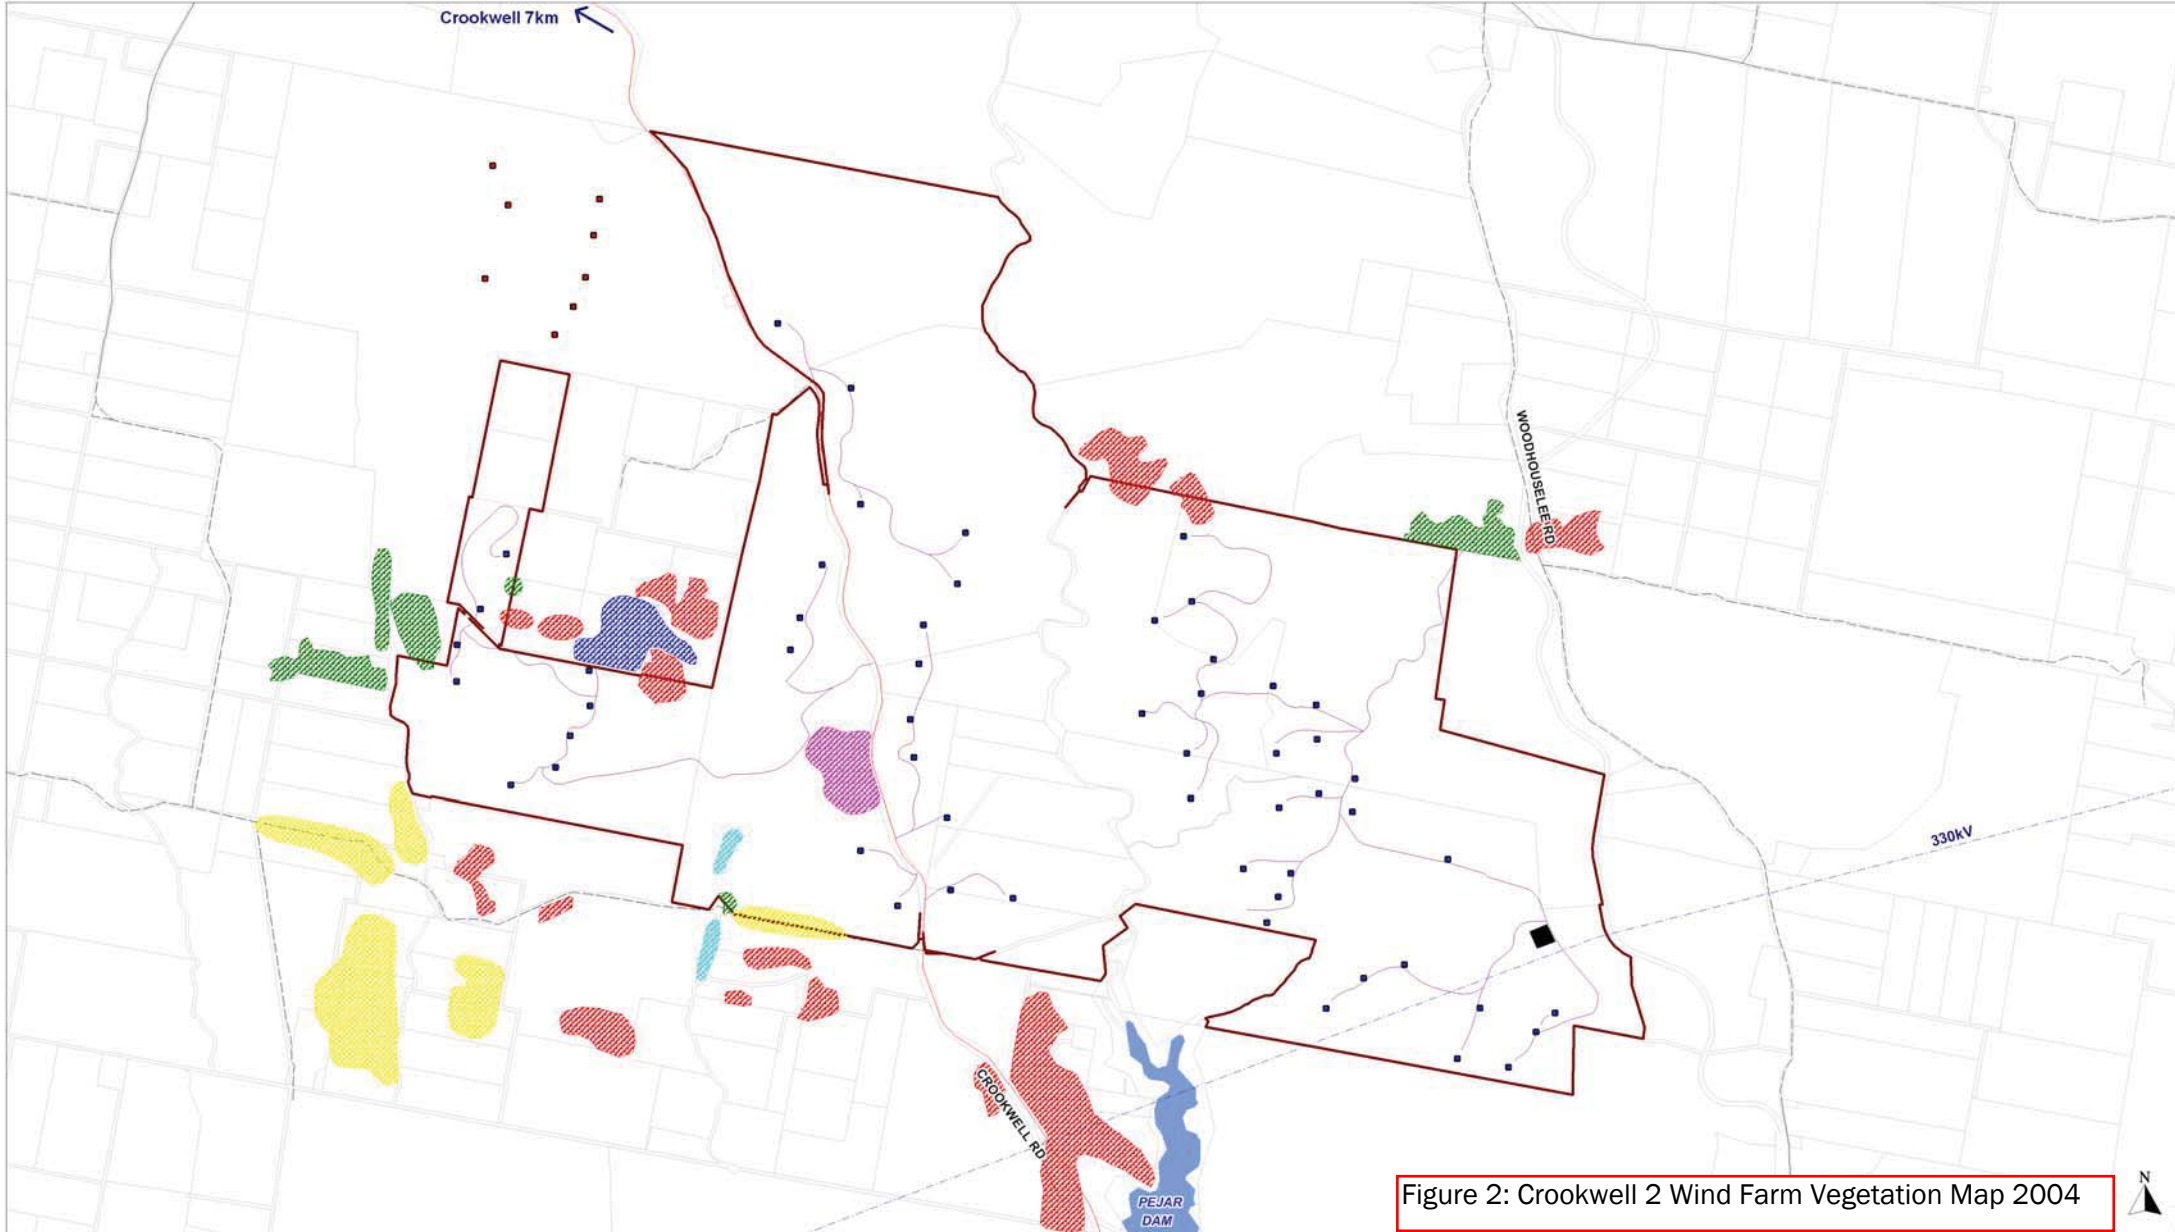 Crookwell 7km
WOODHOUSELEE RD
330kV
CROOKWELL RD
PEJAR
DAM
Figure 2: Crookwell 2 Wind Farm Vegetation Map 2004
N